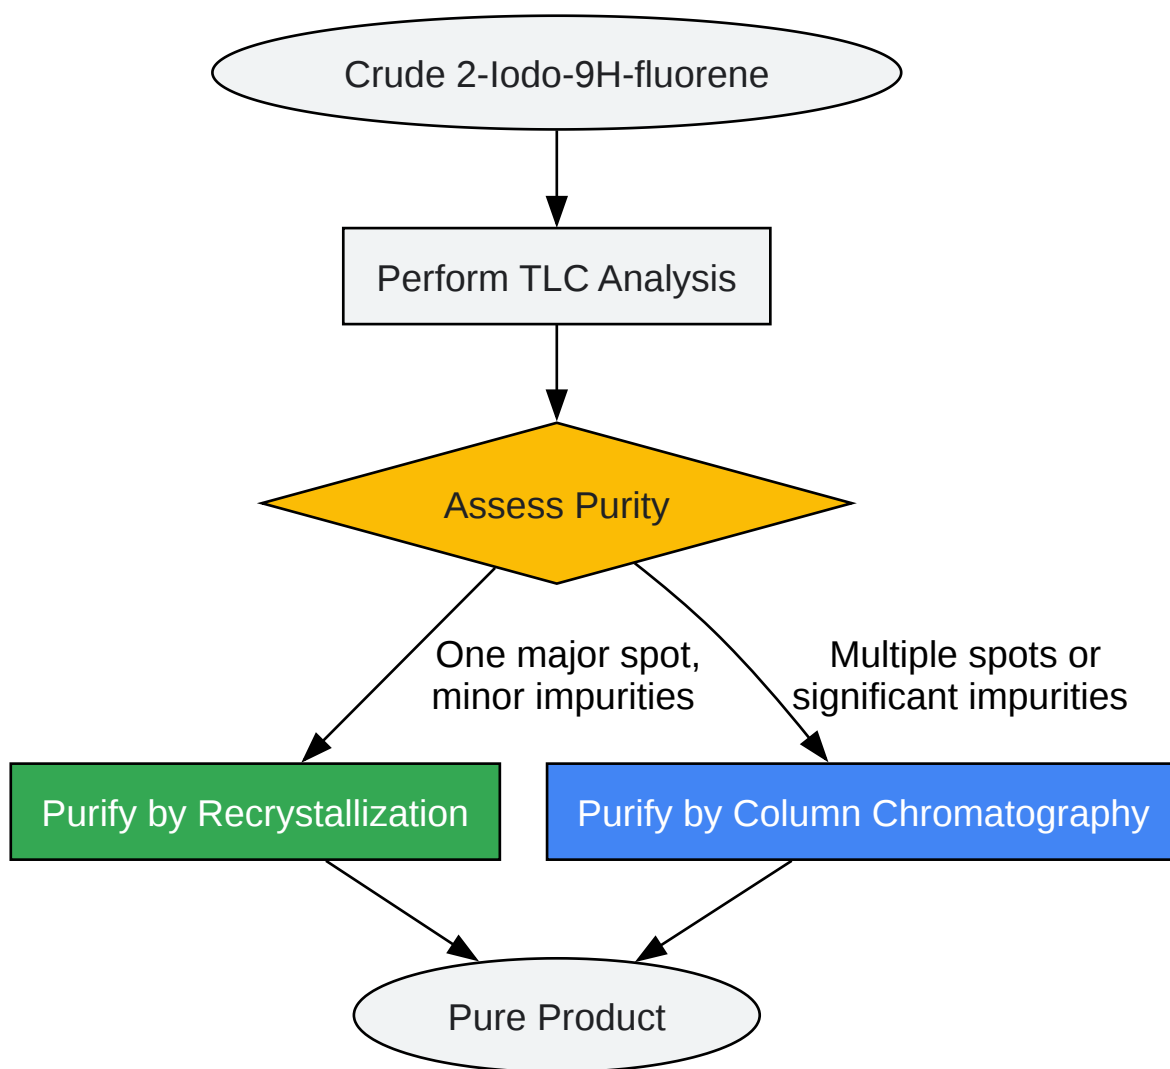 Crude 2-Iodo-9H-fluorene
Perform TLC Analysis
Assess Purity
One major spot,
minor impurities
Multiple spots or
significant impurities
Purify by Recrystallization
Purify by Column Chromatography
Pure Product